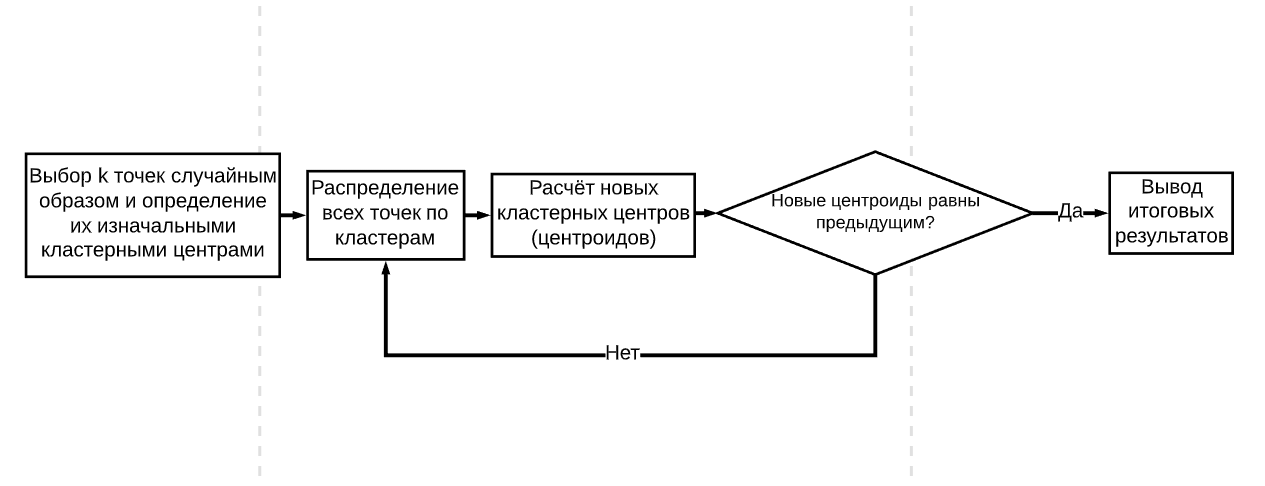 Выбор k точек случайным
образом и определение
их изначальными
кластерными центрами
Распределение
всех точек по
кластерам
Расчёт новых
кластерных центров
(центроидов)
Новые центроиды равны
предыдущим?
Да
Вывод
итоговых
результатов
Нет